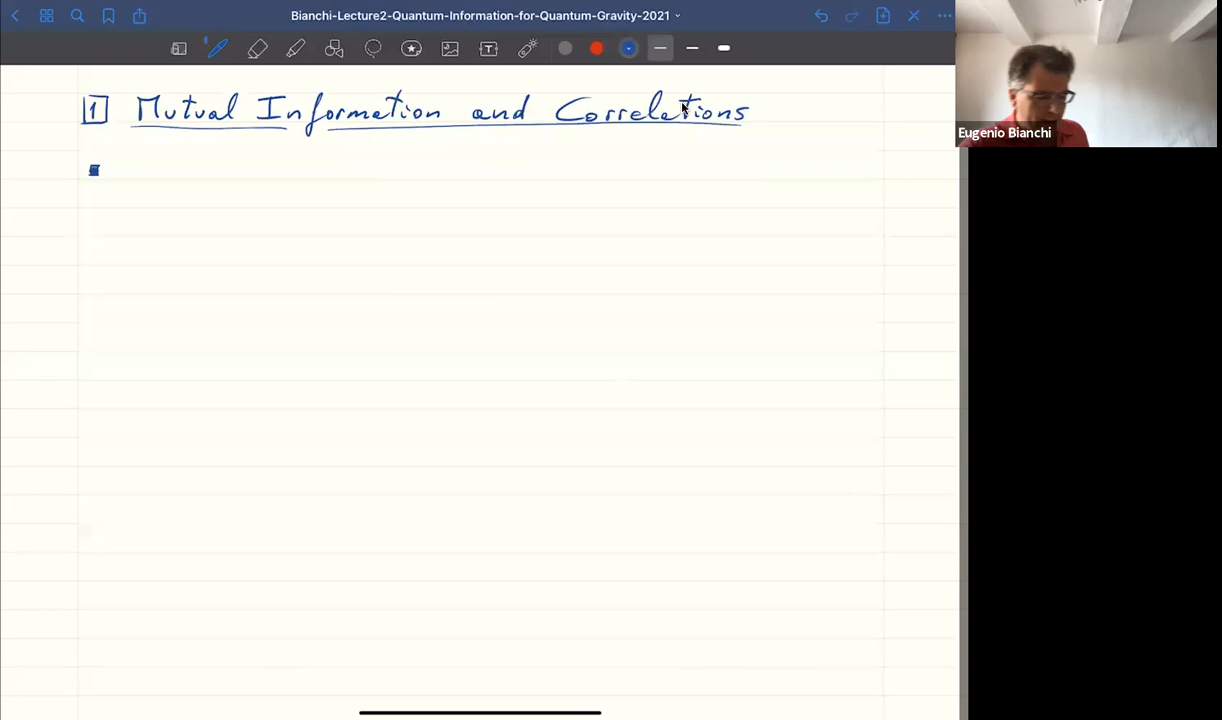 Bianchi-Lecture2-Quantum-Information-for-Quantum-Gravity-2021
1 Mutual Information and Correlations
Eugenio Bianchi